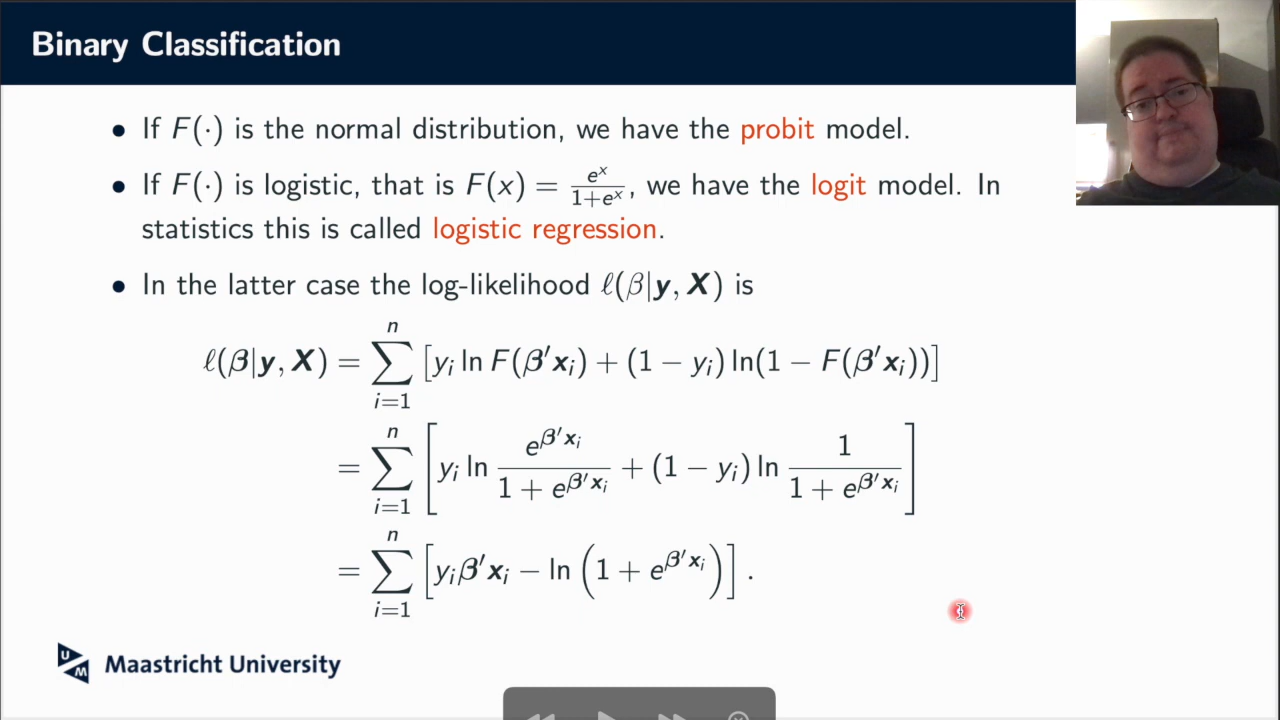 Binary Classification
• If F(·) is the normal distribution, we have the probit model.
• If F(·) is logistic, that is F(x) = e^x / (1+e^x), we have the logit model. In
statistics this is called logistic regression.
• In the latter case the log-likelihood ℓ(β|y, X) is
ℓ(β|y, X) = ∑_{i=1}^{n} [y_i ln F(β′x_i) + (1 − y_i) ln(1 − F(β′x_i))]
= ∑_{i=1}^{n} [y_i ln e^{β′x_i} / (1 + e^{β′x_i}) + (1 − y_i) ln 1 / (1 + e^{β′x_i})]
= ∑_{i=1}^{n} [y_i β′x_i − ln (1 + e^{β′x_i})] .
UM Maastricht University